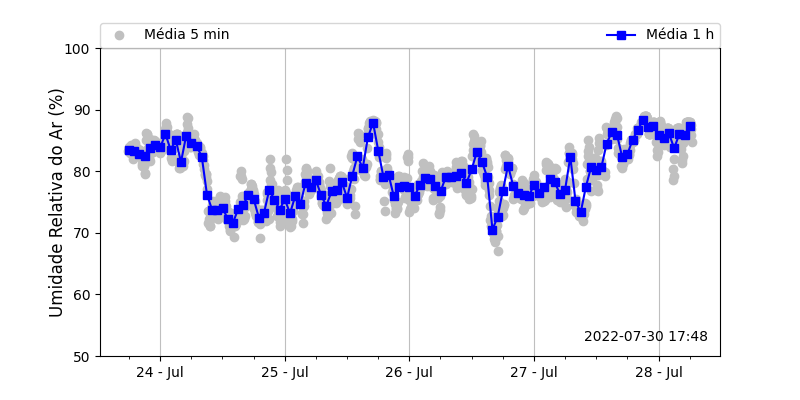 Média 5 min
Média 1 h
Umidade Relativa do Ar (%)
100
90
80
70
60
50
2022-07-30 17:48
24 - Jul
25 - Jul
26 - Jul
27 - Jul
28 - Jul